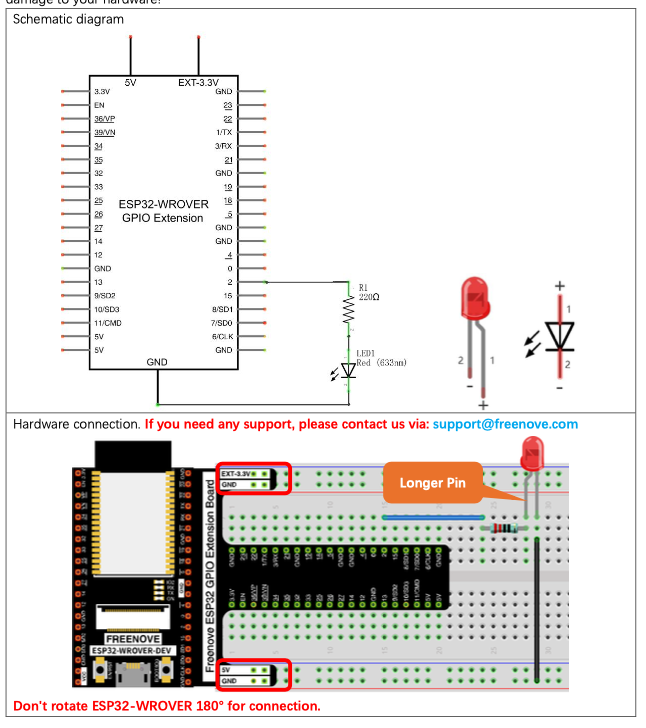 damage to your hardware!
Schematic diagram
5V
EXT-3.3V
3.3V
GND
EN
23
36/VP
22
39/VN
1/TX
34
3/RX
35
21
32
GND
33
19
25
18
26
5
27
GND
14
GND
12
4
GND
0
13
2
9/SD2
15
10/SD3
8/SD1
11/CMD
7/SD0
5V
6/CLK
5V
GND
ESP32-WROVER
GPIO Extension
GND
R1
220Ω
LED1
Red (633nm)
2
1
-
+
+
1
2
-
Hardware connection. If you need any support, please contact us via: support@freenove.com
EXT-3.3V
GND
Longer Pin
Freenove ESP32 GPIO Extension Board
FREENOVE
ESP32-WROVER-DEV
5V
GND
Don't rotate ESP32-WROVER 180° for connection.